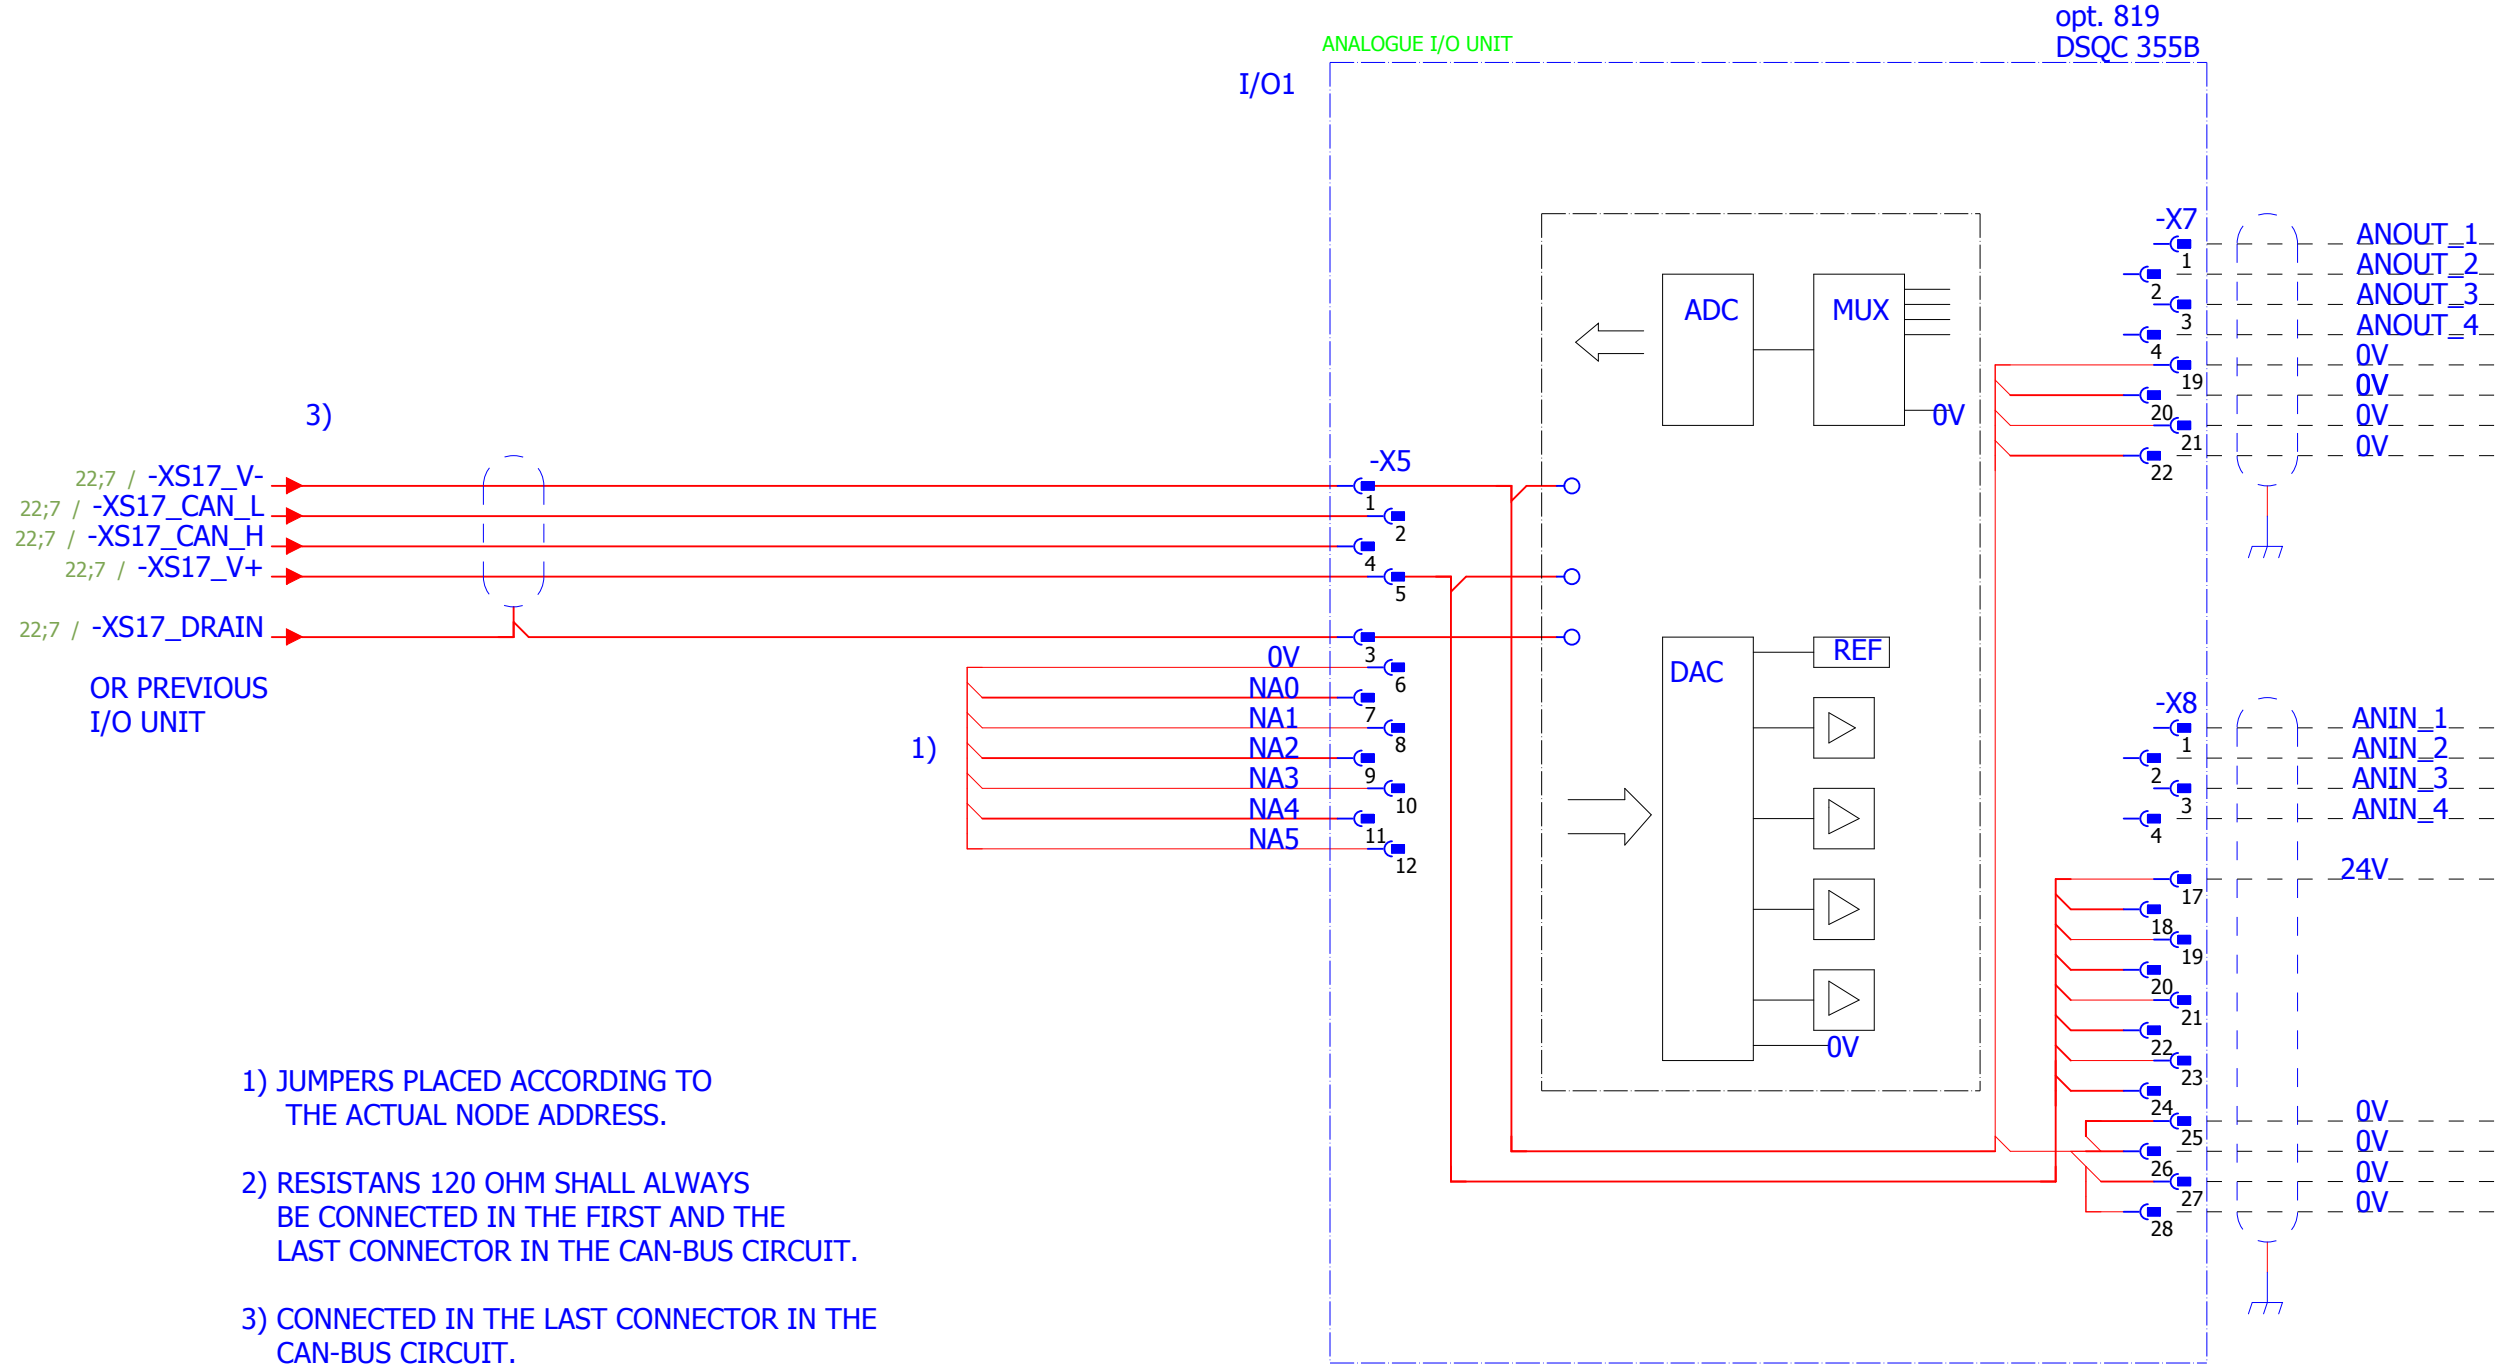 opt. 819
DSQC 355B
ANALOGUE I/O UNIT
I/O1
-X7
ANOUT_1
1
ANOUT_2
2
ANOUT_3
3
ANOUT_4
4
0V
19
0V
20
0V
21
0V
22
ADC
MUX
0V
3)
-X5
22;7 / -XS17_V-
1
22;7 / -XS17_CAN_L
2
22;7 / -XS17_CAN_H
4
22;7 / -XS17_V+
5
22;7 / -XS17_DRAIN
3
OR PREVIOUS
I/O UNIT
1)
0V
6
NA0
7
NA1
8
NA2
9
NA3
10
NA4
11
NA5
12
DAC
REF
0V
-X8
ANIN_1
1
ANIN_2
2
ANIN_3
3
ANIN_4
4
24V
17
18
19
20
21
22
23
24
0V
25
0V
26
0V
27
0V
28
1) JUMPERS PLACED ACCORDING TO
THE ACTUAL NODE ADDRESS.
2) RESISTANS 120 OHM SHALL ALWAYS
BE CONNECTED IN THE FIRST AND THE
LAST CONNECTOR IN THE CAN-BUS CIRCUIT.
3) CONNECTED IN THE LAST CONNECTOR IN THE
CAN-BUS CIRCUIT.